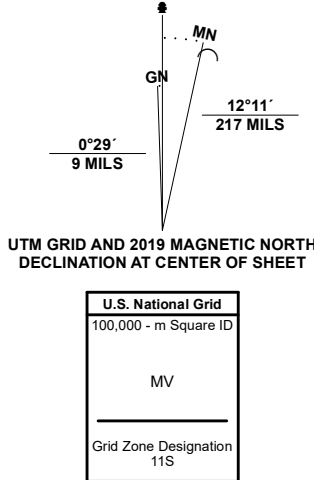 MN
GN
0°29´
9 MILS
12°11´
217 MILS
UTM GRID AND 2019 MAGNETIC NORTH
DECLINATION AT CENTER OF SHEET
U.S. National Grid
100,000 - m Square ID
MV
Grid Zone Designation
11S